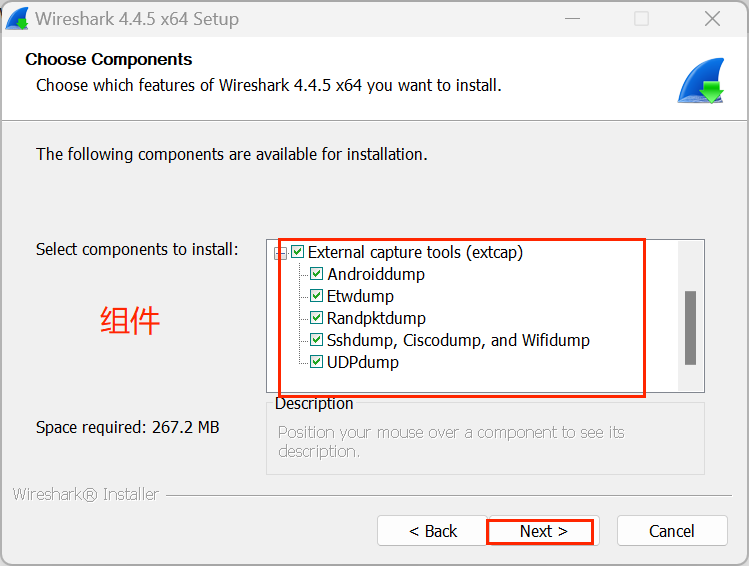 Wireshark 4.4.5 x64 Setup
Choose Components
Choose which features of Wireshark 4.4.5 x64 you want to install.
The following components are available for installation.
Select components to install:
External capture tools (extcap)
Androiddump
Etwdump
Randpktdump
Sshdump, Ciscodump, and Wifidump
UDPdump
组件
Space required: 267.2 MB
Description
Position your mouse over a component to see its
description.
Wireshark® Installer
< Back
Next >
Cancel